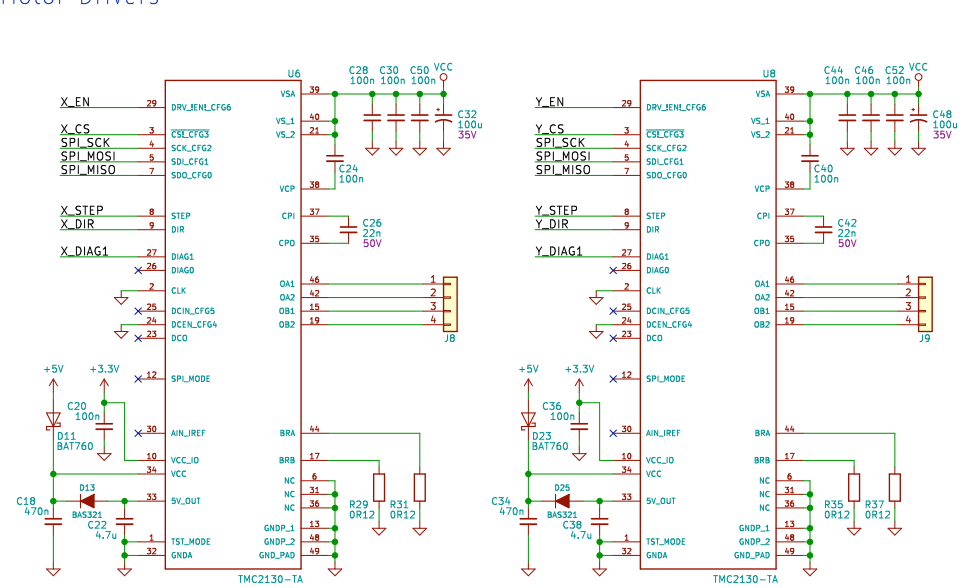 Motor Drivers
U6
C28 C30 C50 VCC
100n 100n 100n
VSA 39
X_EN 29 DRV_!EN!_CFG6
C32
100u
35V
VS_1 40
X_CS 3 CSI_CFG3
VS_2 21
SPI_SCK 4 SCK_CFG2
SPI_MOSI 5 SDI_CFG1
SPI_MISO 7 SDO_CFG0
C24
100n
VCP 38
X_STEP 8 STEP
CPI 37
X_DIR 9 DIR
C26
22n
50V
CPO 35
X_DIAG1 27 DIAG1
26 DIAG0
OA1 46 1
2 CLK
OA2 42 2
25 DCIN_CFG5
OB1 15 3
24 DCEN_CFG4
OB2 19 4
23 DCO
J8
+5V +3.3V
12 SPI_MODE
C20
100n
D11
BAT760
30 AIN_IREF
BRA 44
10 VCC_IO
BRB 17
34 VCC
NC 6
D13
BAS321
NC 31
C18
470n
33 5V_OUT
NC 36
R29
0R12
R31
0R12
C22
4.7u
GNDP_1 13
1 TST_MODE
GNDP_2 48
32 GNDA
GND_PAD 49
TMC2130-TA
U8
C44 C46 C52 VCC
100n 100n 100n
VSA 39
Y_EN 29 DRV_!EN!_CFG6
C48
100u
35V
VS_1 40
Y_CS 3 CSI_CFG3
VS_2 21
SPI_SCK 4 SCK_CFG2
SPI_MOSI 5 SDI_CFG1
SPI_MISO 7 SDO_CFG0
C40
100n
VCP 38
Y_STEP 8 STEP
CPI 37
Y_DIR 9 DIR
C42
22n
50V
CPO 35
Y_DIAG1 27 DIAG1
26 DIAG0
OA1 46 1
2 CLK
OA2 42 2
25 DCIN_CFG5
OB1 15 3
24 DCEN_CFG4
OB2 19 4
23 DCO
J9
+5V +3.3V
12 SPI_MODE
C36
100n
D23
BAT760
30 AIN_IREF
BRA 44
10 VCC_IO
BRB 17
34 VCC
NC 6
D25
BAS321
NC 31
C34
470n
33 5V_OUT
NC 36
R35
0R12
R37
0R12
C38
4.7u
GNDP_1 13
1 TST_MODE
GNDP_2 48
32 GNDA
GND_PAD 49
TMC2130-TA